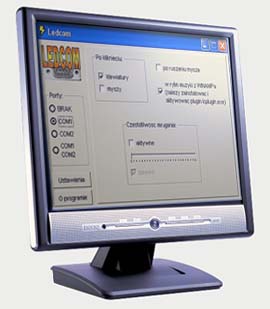 Ledcom
LEDCOM
Porty:
BRAK
COM1
COM2
COM1
COM2
Ustawienia
O programie
Po kliknięciu
klawiatury
myszy
po ruszeniu myszą
w rytm muzyki z WinAMPa
(należy zainstalować i
aktywować plugin
Częstotliwość mrugania
aktywne